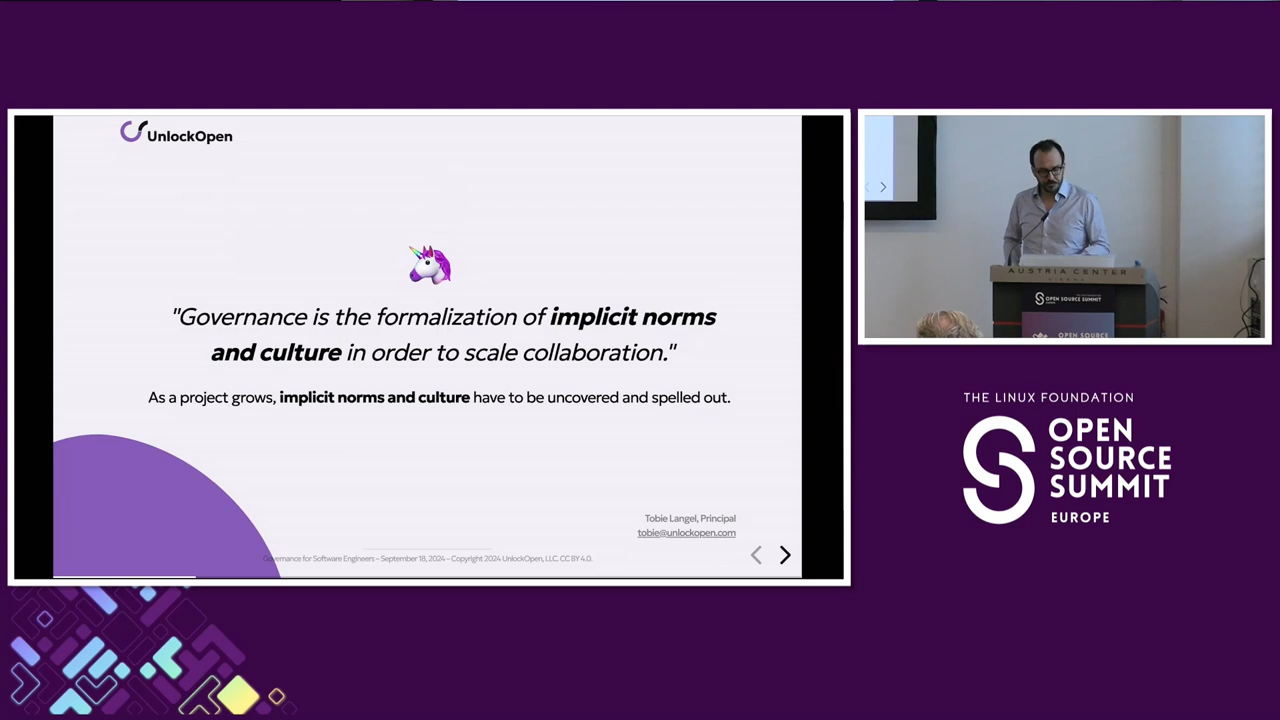 UnlockOpen
"Governance is the formalization of implicit norms
and culture in order to scale collaboration."
As a project grows, implicit norms and culture have to be uncovered and spelled out.
Tobie Langel, Principal
tobie@unlockopen.com
Governance for Software Engineers – September 18, 2024 – Copyright 2024 UnlockOpen, LLC, CC BY 4.0.
AUSTRIA CENTER
OPEN SOURCE SUMMIT
OPEN SOURCE
THE LINUX FOUNDATION
OPEN
SOURCE
SUMMIT
EUROPE